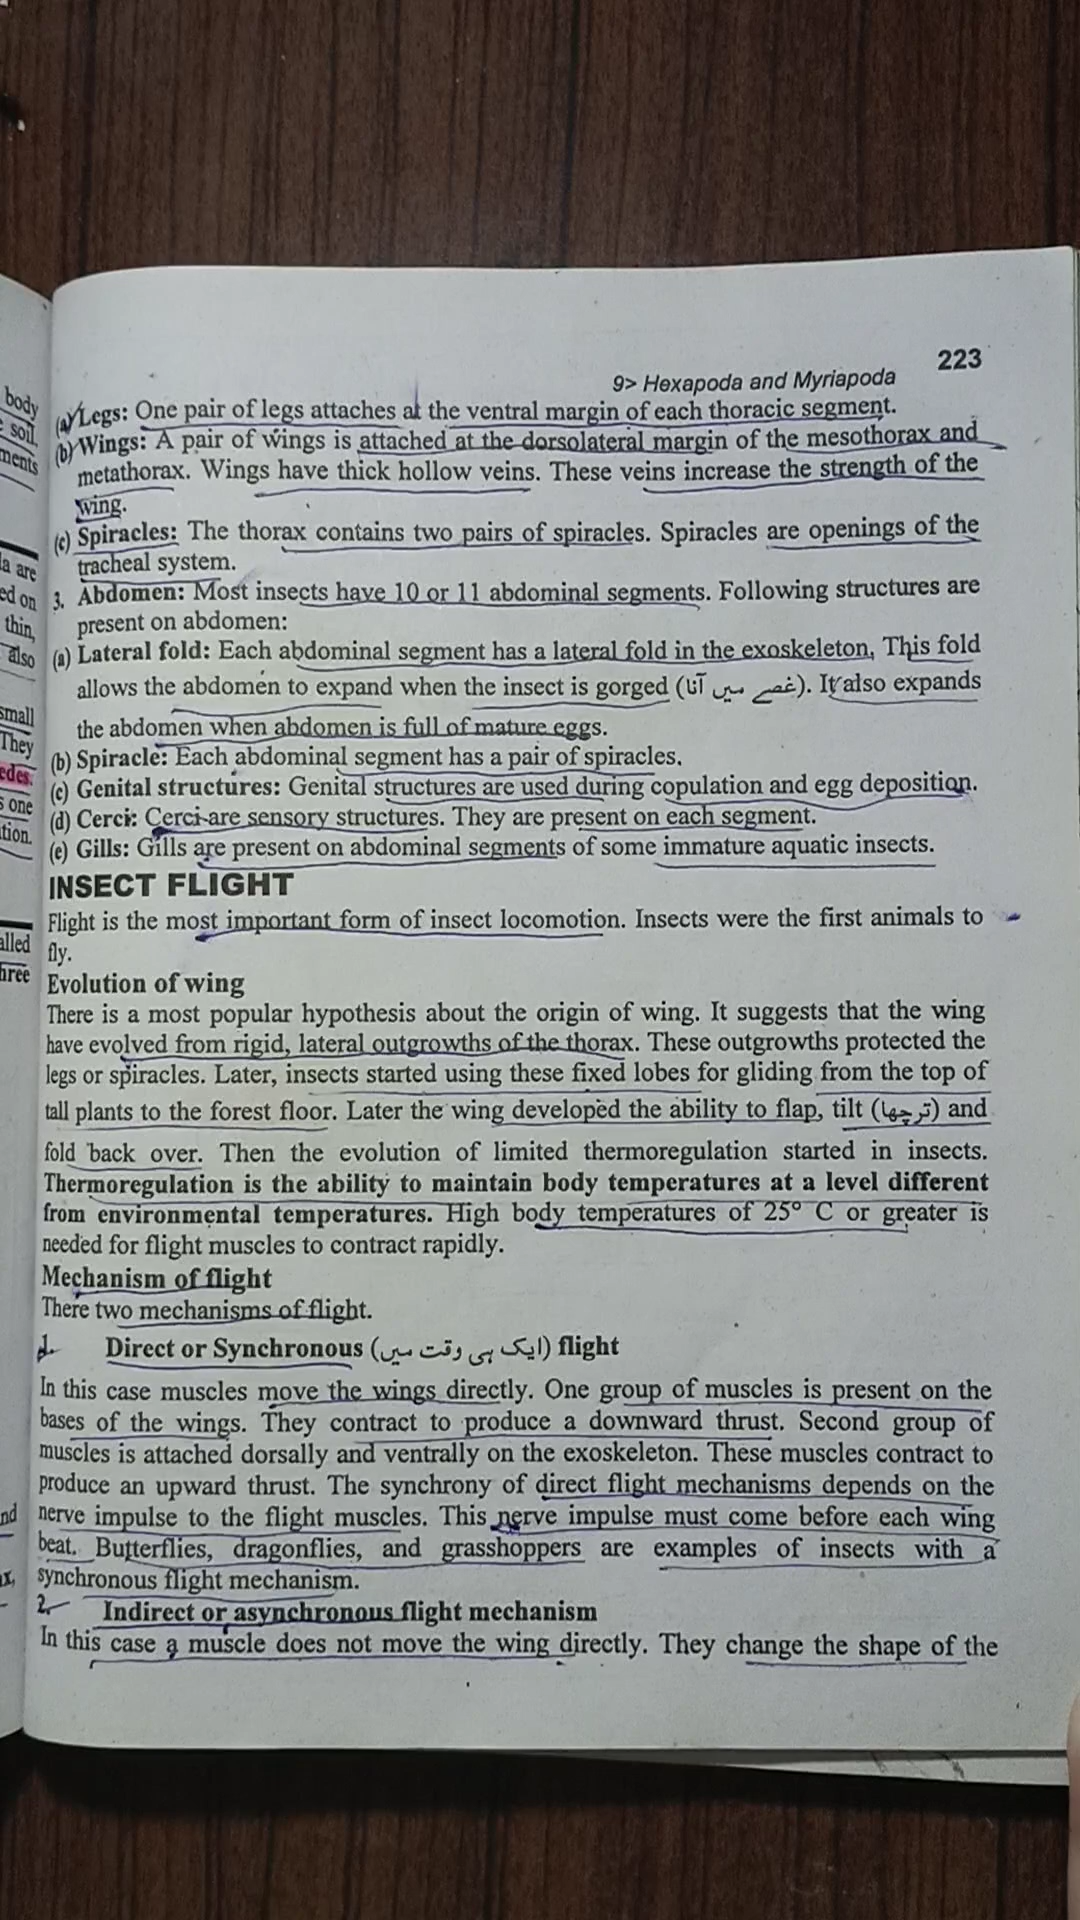 223
9> Hexapoda and Myriapoda
(a) Legs: One pair of legs attaches at the ventral margin of each thoracic segment.
(b) Wings: A pair of wings is attached at the dorsolateral margin of the mesothorax and
metathorax. Wings have thick hollow veins. These veins increase the strength of the
wing.
(c) Spiracles: The thorax contains two pairs of spiracles. Spiracles are openings of the
tracheal system.
3. Abdomen: Most insects have 10 or 11 abdominal segments. Following structures are
present on abdomen:
(a) Lateral fold: Each abdominal segment has a lateral fold in the exoskeleton. This fold
allows the abdomen to expand when the insect is gorged (غصے میں آنا). It also expands
the abdomen when abdomen is full of mature eggs.
(b) Spiracle: Each abdominal segment has a pair of spiracles.
(c) Genital structures: Genital structures are used during copulation and egg deposition.
(d) Cerci: Cerci are sensory structures. They are present on each segment.
(e) Gills: Gills are present on abdominal segments of some immature aquatic insects.
INSECT FLIGHT
Flight is the most important form of insect locomotion. Insects were the first animals to
fly.
Evolution of wing
There is a most popular hypothesis about the origin of wing. It suggests that the wing
have evolved from rigid, lateral outgrowths of the thorax. These outgrowths protected the
legs or spiracles. Later, insects started using these fixed lobes for gliding from the top of
tall plants to the forest floor. Later the wing developed the ability to flap, tilt (ترچھا) and
fold back over. Then the evolution of limited thermoregulation started in insects.
Thermoregulation is the ability to maintain body temperatures at a level different
from environmental temperatures. High body temperatures of 25° C or greater is
needed for flight muscles to contract rapidly.
Mechanism of flight
There two mechanisms of flight.
1. Direct or Synchronous (ایک ہی وقت میں) flight
In this case muscles move the wings directly. One group of muscles is present on the
bases of the wings. They contract to produce a downward thrust. Second group of
muscles is attached dorsally and ventrally on the exoskeleton. These muscles contract to
produce an upward thrust. The synchrony of direct flight mechanisms depends on the
nerve impulse to the flight muscles. This nerve impulse must come before each wing
beat. Butterflies, dragonflies, and grasshoppers are examples of insects with a
synchronous flight mechanism.
2. Indirect or asynchronous flight mechanism
In this case a muscle does not move the wing directly. They change the shape of the
body
soil.
ments
are
ed on
thin,
also
small
They
edes.
one
tion.
alled
hree